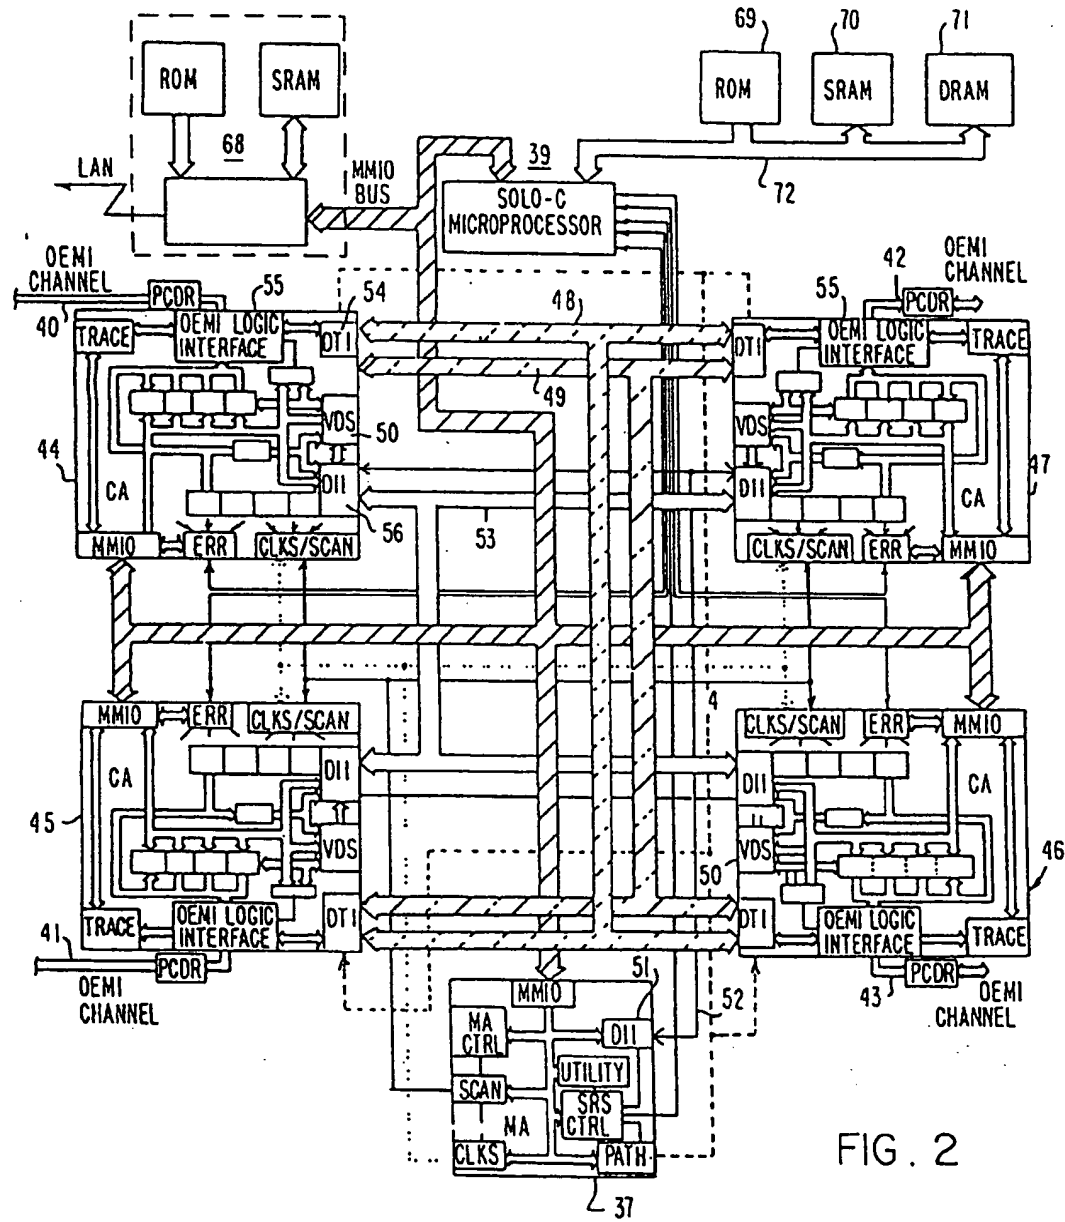 69
70
71
ROM
SRAM
ROM
SRAM
DRAM
68
LAN
MMIO
BUS
39
72
SOLO-C
MICROPROCESSOR
OEMI
CHANNEL
PCDR
55
54
48
55
42
PCDR
OEMI
CHANNEL
40
TRACE
OEMI LOGIC
INTERFACE
DTI
DTI
OEMI LOGIC
INTERFACE
TRACE
49
VDS
50
VDS
44
DII
DII
47
CA
56
53
CA
MMIO
ERR
CLKS/SCAN
CLKS/SCAN
ERR
MMIO
4
MMIO
ERR
CLKS/SCAN
CLKS/SCAN
ERR
MMIO
CA
DII
DII
CA
45
VDS
VDS
46
50
DTI
DTI
TRACE
OEMI LOGIC
INTERFACE
OEMI LOGIC
INTERFACE
TRACE
41
PCDR
OEMI
CHANNEL
51
52
43
PCDR
OEMI
CHANNEL
MMIO
MA
CTRL
DII
UTILITY
SCAN
SRS
CTRL
MA
CLKS
PATH
37
FIG. 2